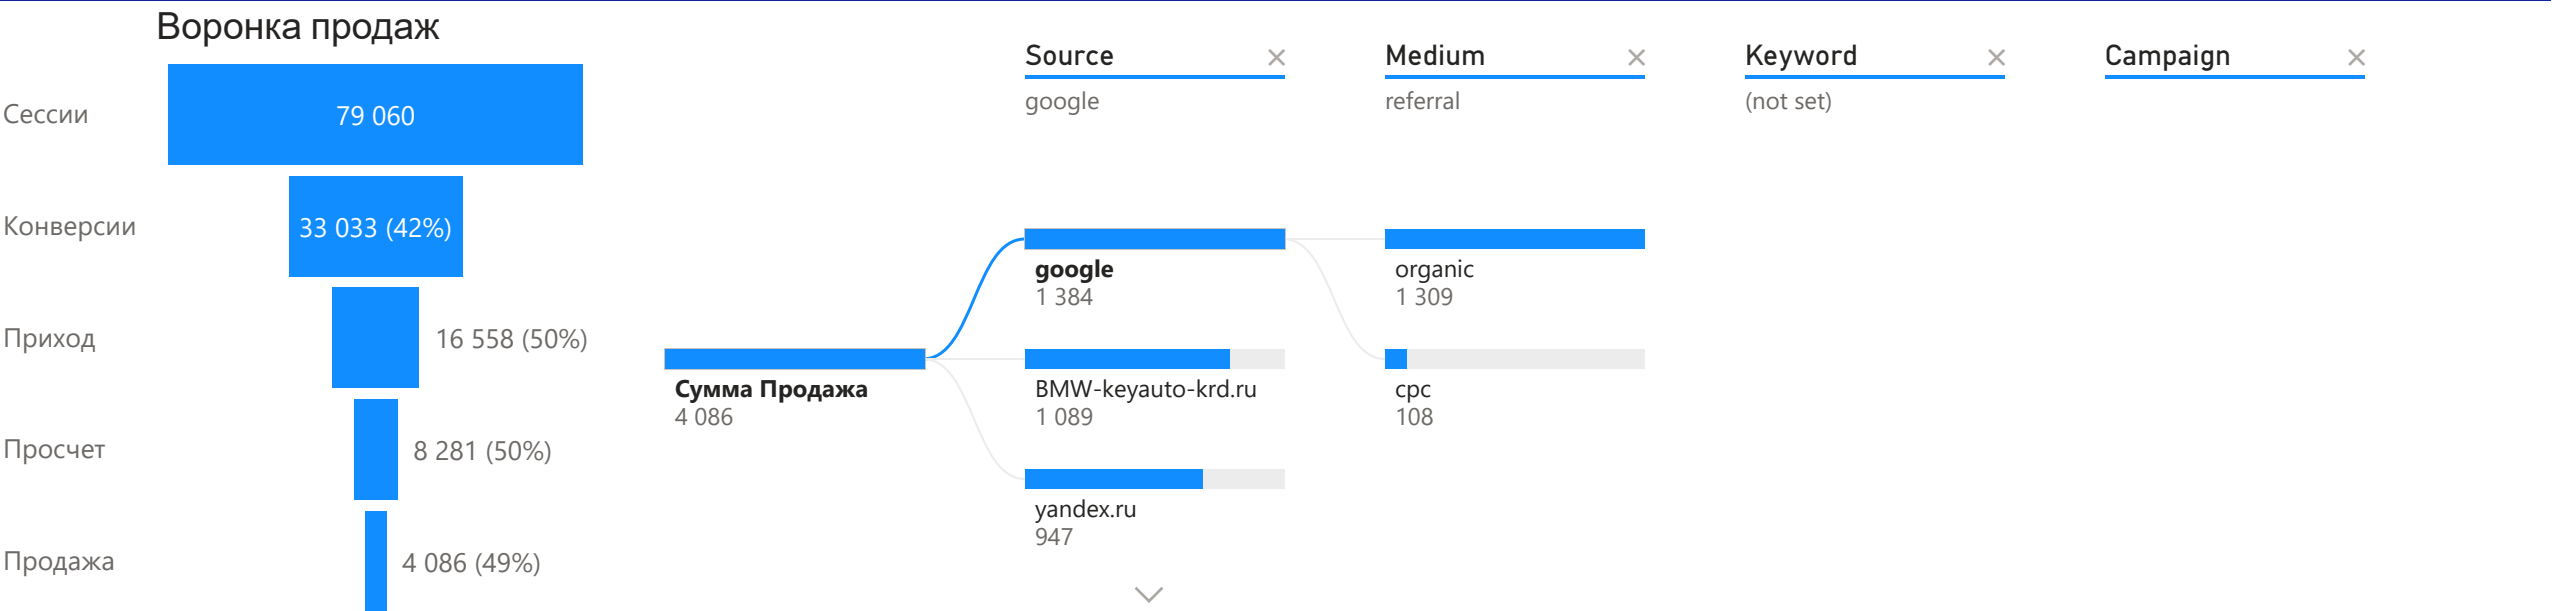 Воронка продаж
Сессии
79 060
Конверсии
33 033 (42%)
Приход
16 558 (50%)
Просчет
8 281 (50%)
Продажа
4 086 (49%)
Source
google
Medium
referral
Keyword
(not set)
Campaign
Сумма Продажа
4 086
google
1 384
BMW-keyauto-krd.ru
1 089
yandex.ru
947
organic
1 309
cpc
108